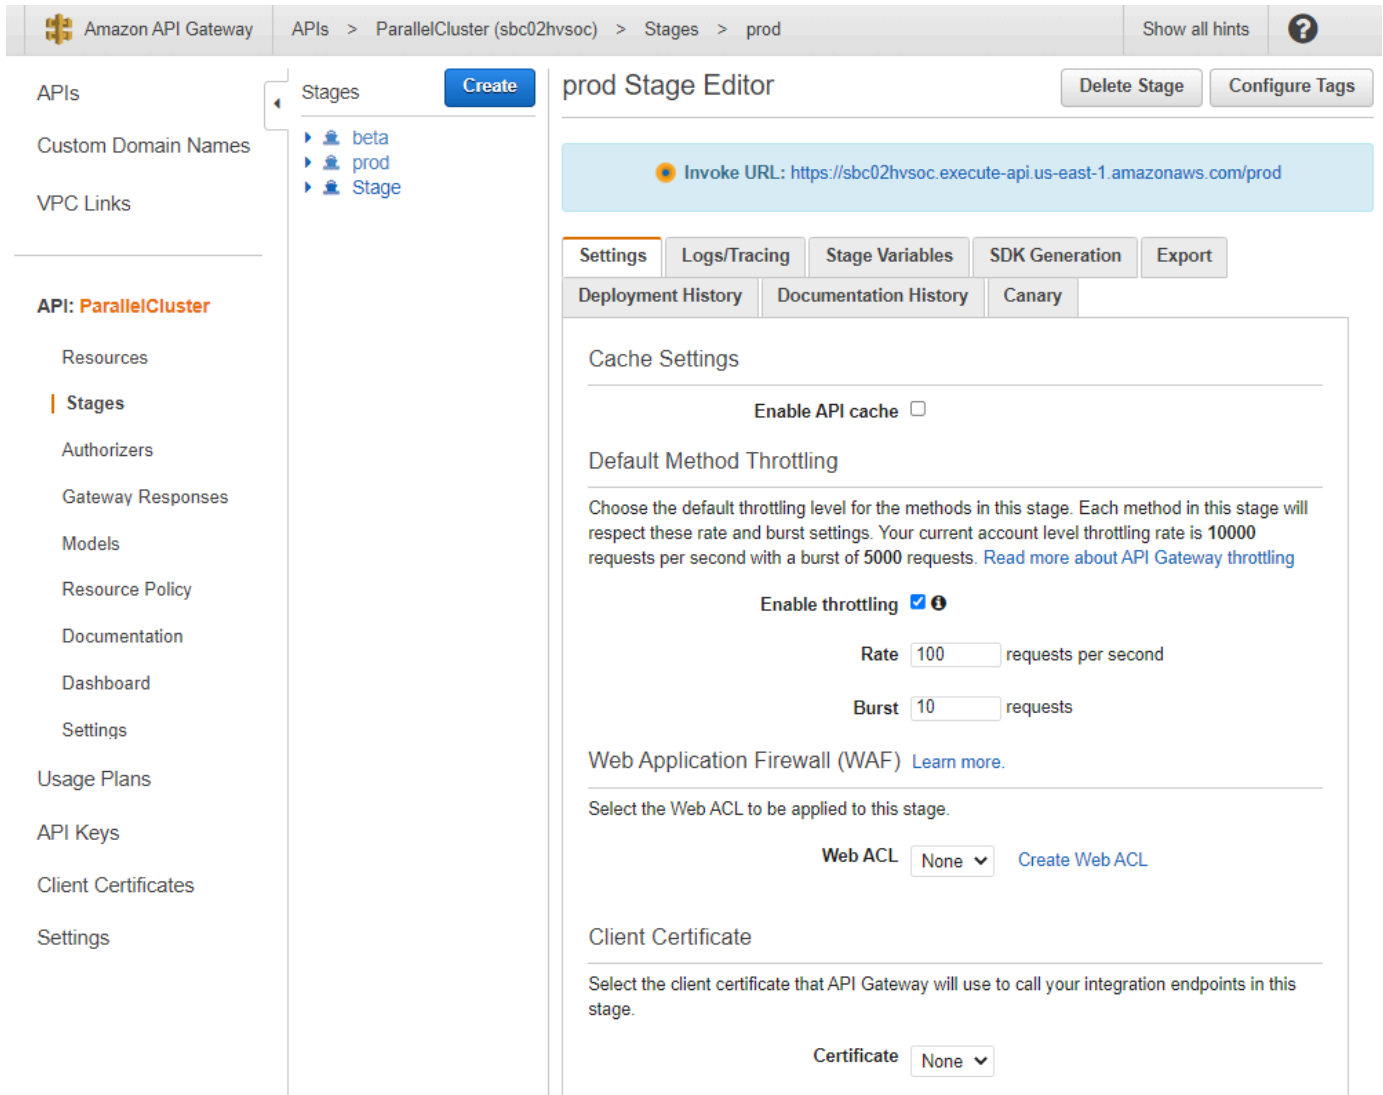 Amazon API Gateway APIs > ParallelCluster (sbc02hvsoc) > Stages > prod Show all hints ?
APIs
Custom Domain Names
VPC Links
API: ParallelCluster
Resources
Stages
Authorizers
Gateway Responses
Models
Resource Policy
Documentation
Dashboard
Settings
Usage Plans
API Keys
Client Certificates
Settings
Stages Create
beta
prod
Stage
prod Stage Editor Delete Stage Configure Tags
Invoke URL: https://sbc02hvsoc.execute-api.us-east-1.amazonaws.com/prod
Settings Logs/Tracing Stage Variables SDK Generation Export
Deployment History Documentation History Canary
Cache Settings
Enable API cache
Default Method Throttling
Choose the default throttling level for the methods in this stage. Each method in this stage will
respect these rate and burst settings. Your current account level throttling rate is 10000
requests per second with a burst of 5000 requests. Read more about API Gateway throttling
Enable throttling
Rate 100 requests per second
Burst 10 requests
Web Application Firewall (WAF) Learn more.
Select the Web ACL to be applied to this stage.
Web ACL None Create Web ACL
Client Certificate
Select the client certificate that API Gateway will use to call your integration endpoints in this
stage.
Certificate None